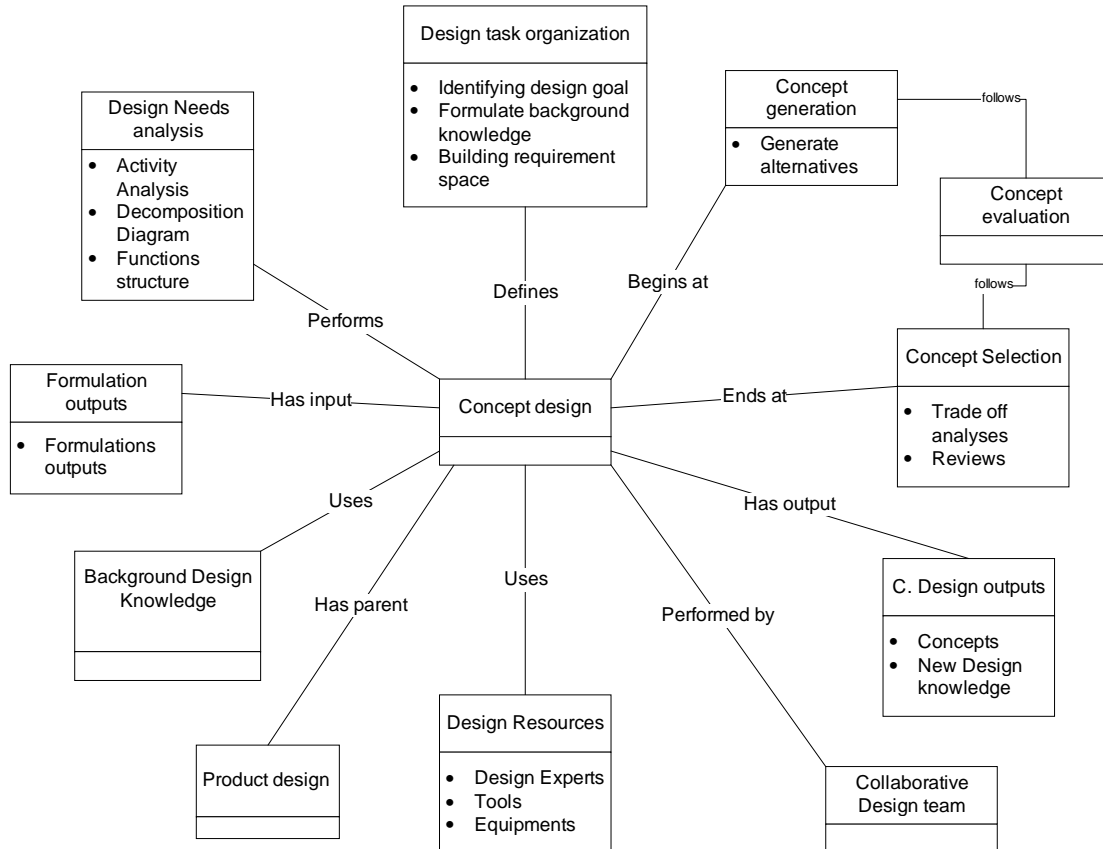 Design task organization
• Identifying design goal
• Formulate background
knowledge
• Building requirement
space
Concept
generation
• Generate
alternatives
follows
Design Needs
analysis
• Activity
Analysis
• Decomposition
Diagram
• Functions
structure
Concept
evaluation
follows
Begins at
Defines
Performs
Concept Selection
• Trade off
analyses
• Reviews
Formulation
outputs
• Formulations
outputs
Has input
Concept design
Ends at
Uses
Has output
Background Design
Knowledge
Has parent
Uses
Performed by
C. Design outputs
• Concepts
• New Design
knowledge
Product design
Design Resources
• Design Experts
• Tools
• Equipments
Collaborative
Design team